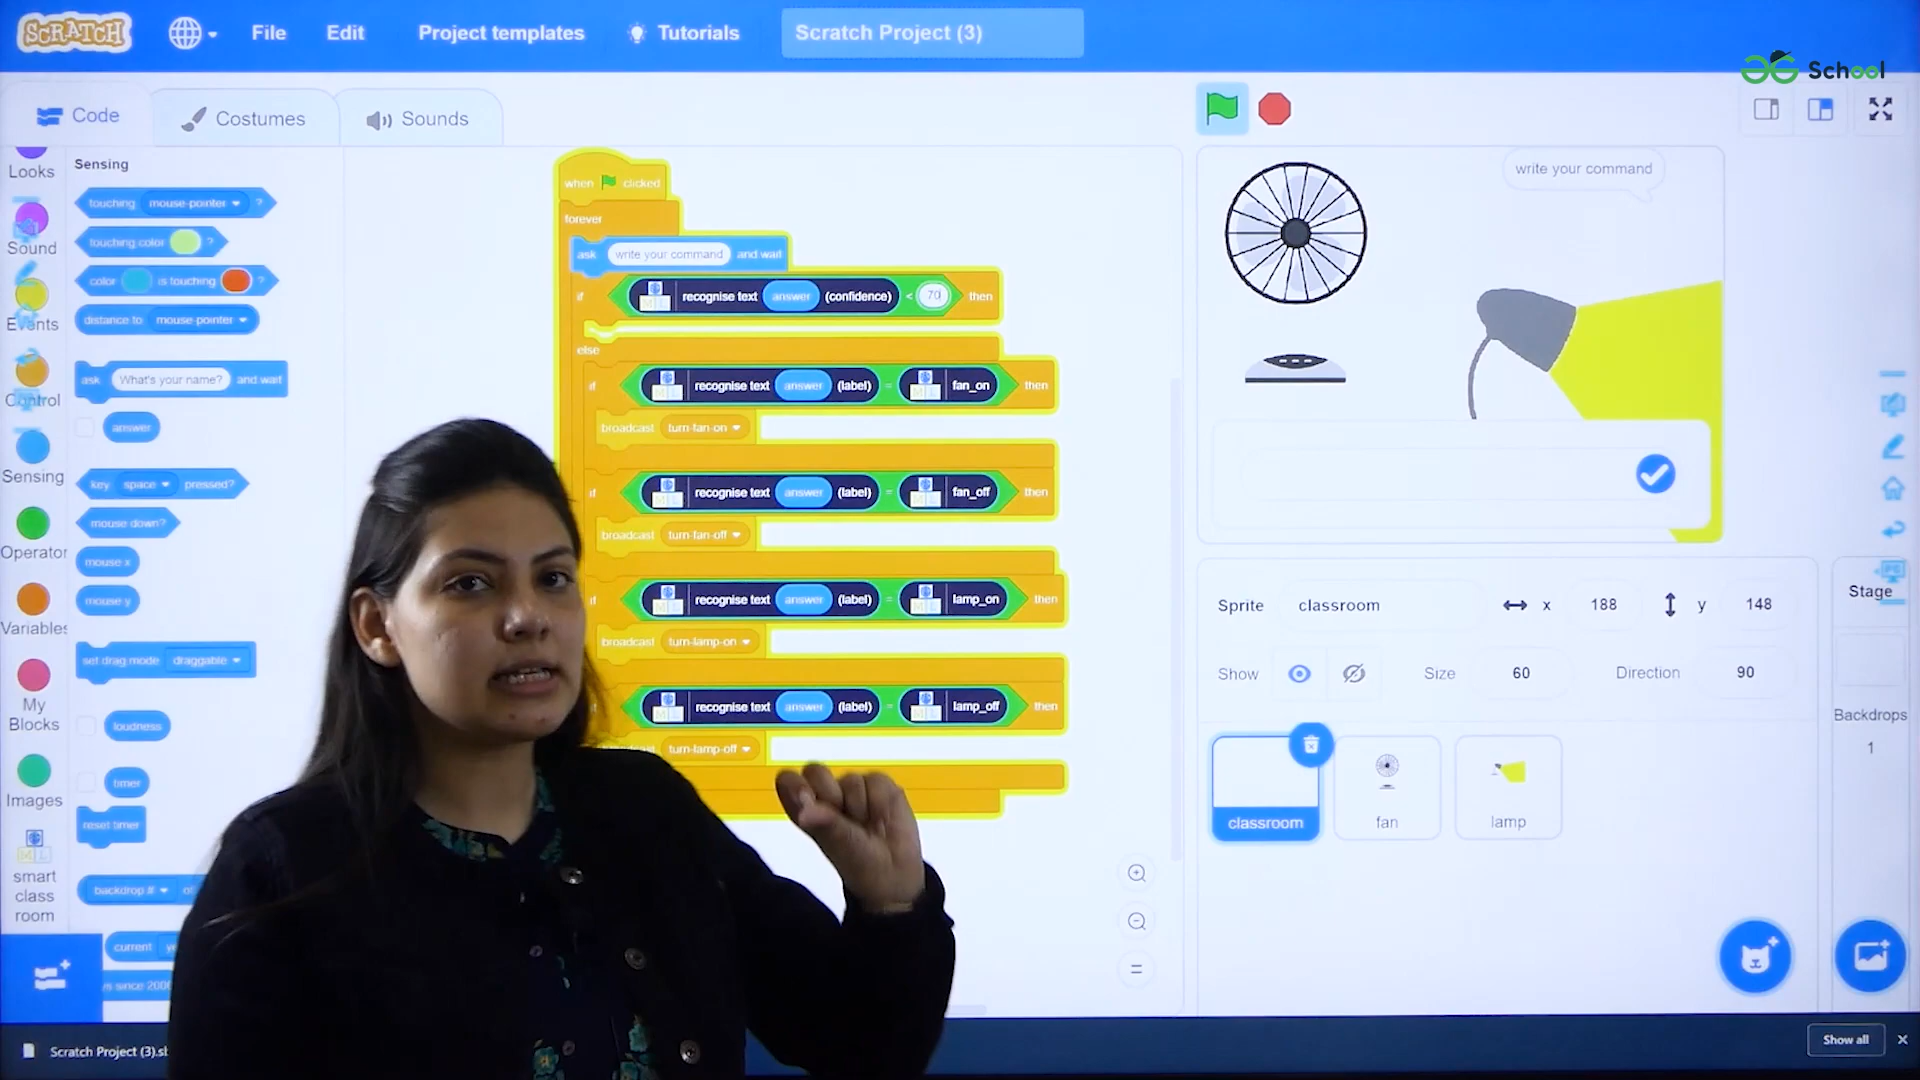 SCRATCH
File
Edit
Project templates
Tutorials
Scratch Project (3)
School
Code
Costumes
Sounds
Looks
Sound
Events
Control
Sensing
Operator
Variables
My
Blocks
Images
smart
class
room
Sensing
touching mouse-pointer ?
touching color ?
color is touching ?
distance to mouse-pointer
ask What's your name? and wait
answer
key space pressed?
mouse down?
mouse x
mouse y
set drag mode draggable
loudness
timer
reset timer
backdrop # of
current
s since 2000
when clicked
forever
ask write your command and wait
if recognise text answer (confidence) < 70 then
else
if recognise text answer (label) = fan_on then
broadcast turn-fan-on
if recognise text answer (label) = fan_off then
broadcast turn-fan-off
if recognise text answer (label) = lamp_on then
broadcast turn-lamp-on
recognise text answer (label) = lamp_off then
turn-lamp-off
write your command
Sprite classroom x 188 y 148
Show Size 60 Direction 90
classroom
fan
lamp
Stage
Backdrops
1
Scratch Project (3).sb
Show all